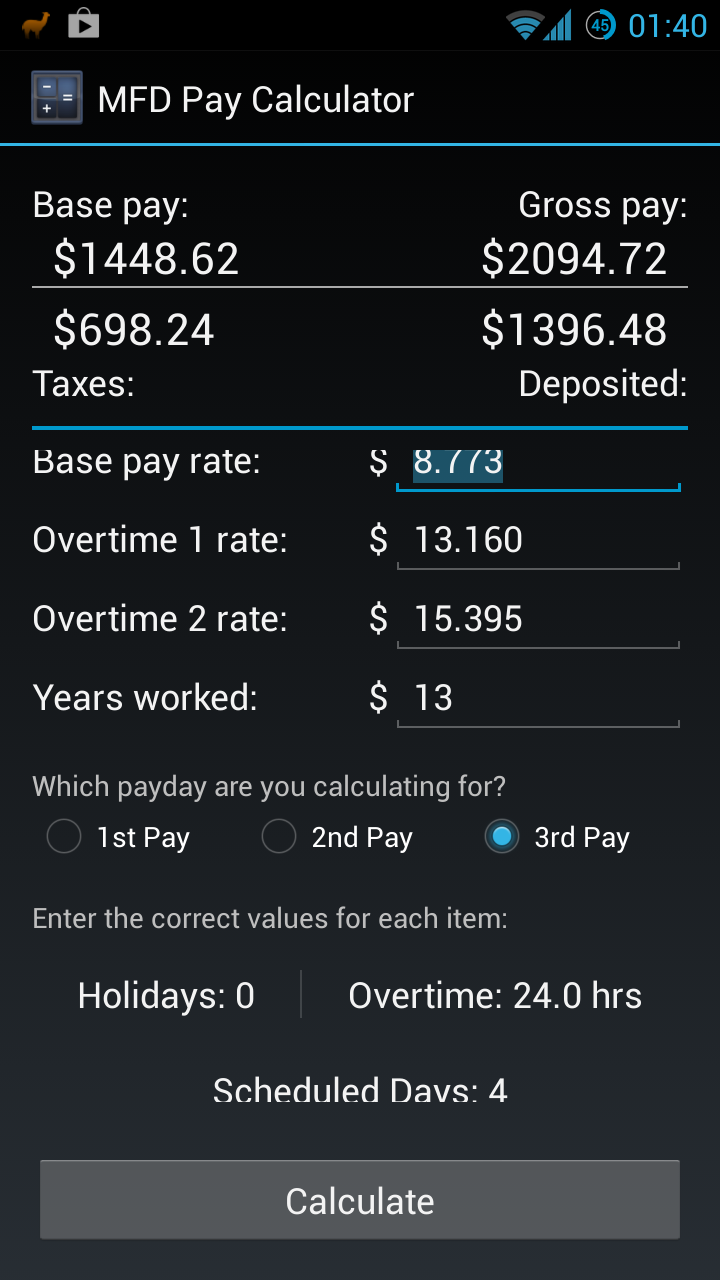 45 01:40
MFD Pay Calculator
Base pay: Gross pay:
$1448.62 $2094.72
$698.24 $1396.48
Taxes: Deposited:
Base pay rate: $ 8.773
Overtime 1 rate: $ 13.160
Overtime 2 rate: $ 15.395
Years worked: $ 13
Which payday are you calculating for?
1st Pay 2nd Pay 3rd Pay
Enter the correct values for each item:
Holidays: 0 Overtime: 24.0 hrs
Scheduled Days: 4
Calculate